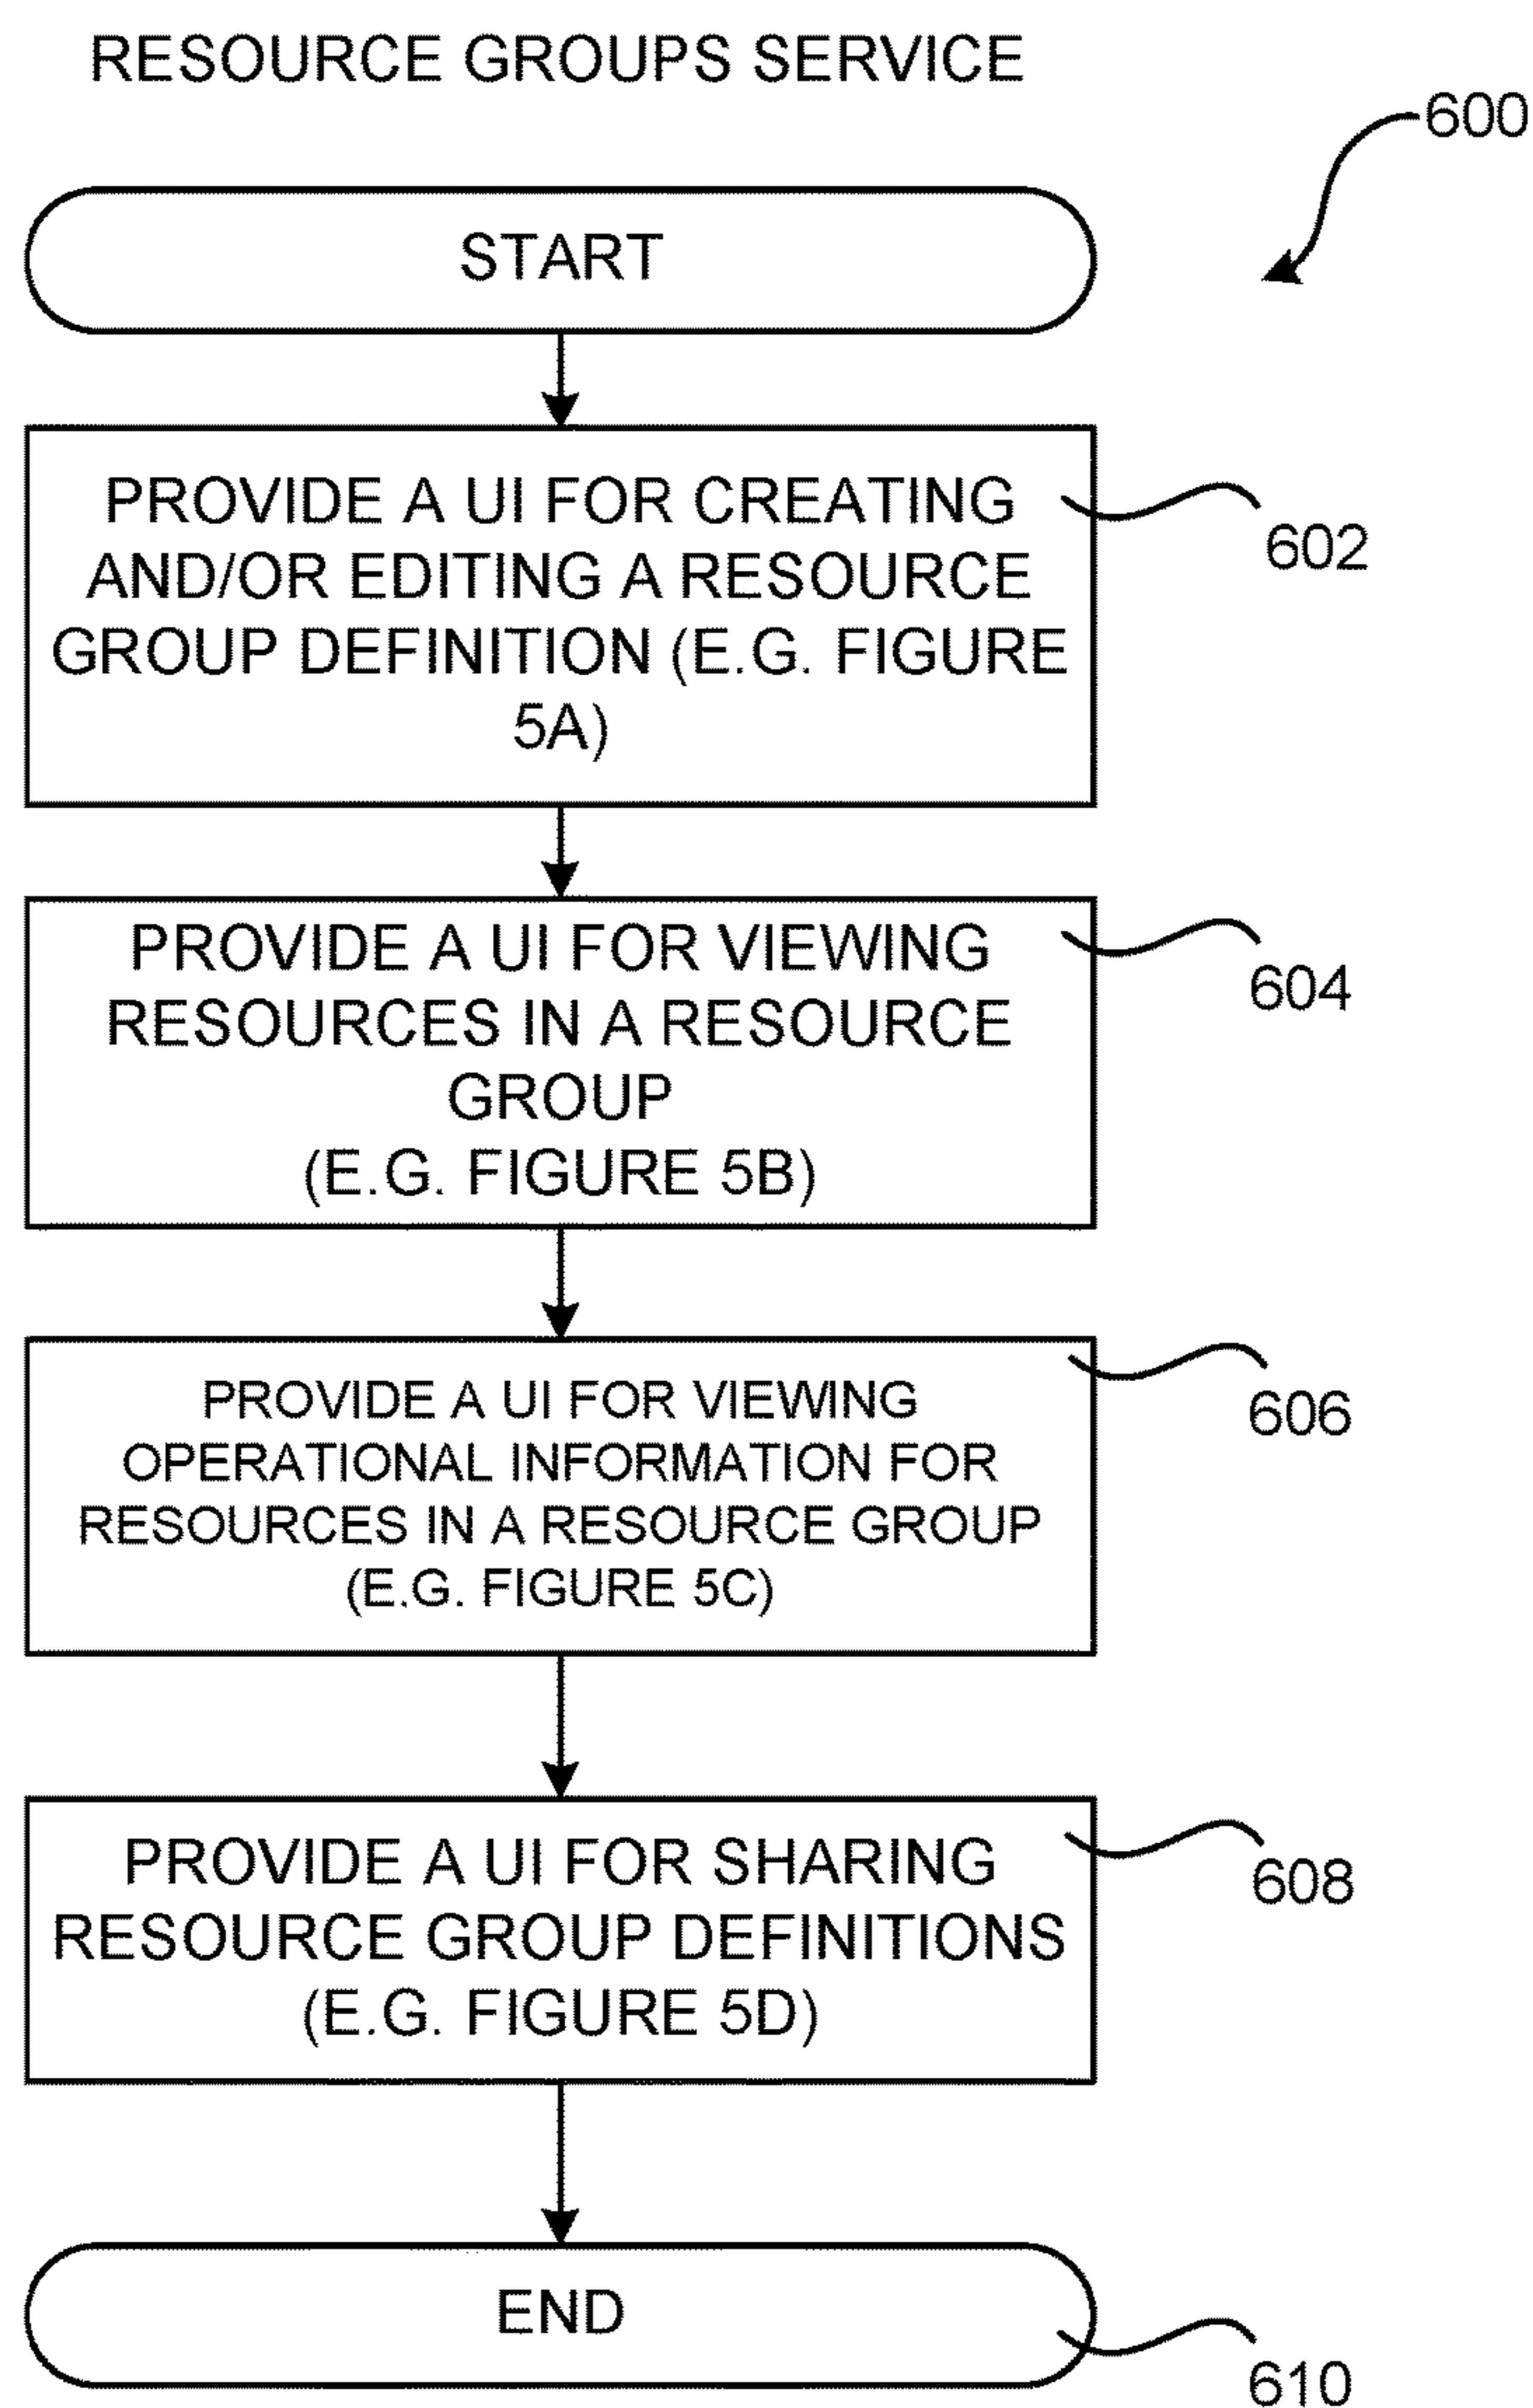 RESOURCE GROUPS SERVICE
600
START
PROVIDE A UI FOR CREATING
AND/OR EDITING A RESOURCE
GROUP DEFINITION (E.G. FIGURE
5A)
602
PROVIDE A UI FOR VIEWING
RESOURCES IN A RESOURCE
GROUP
(E.G. FIGURE 5B)
604
PROVIDE A UI FOR VIEWING
OPERATIONAL INFORMATION FOR
RESOURCES IN A RESOURCE GROUP
(E.G. FIGURE 5C)
606
PROVIDE A UI FOR SHARING
RESOURCE GROUP DEFINITIONS
(E.G. FIGURE 5D)
608
END
610